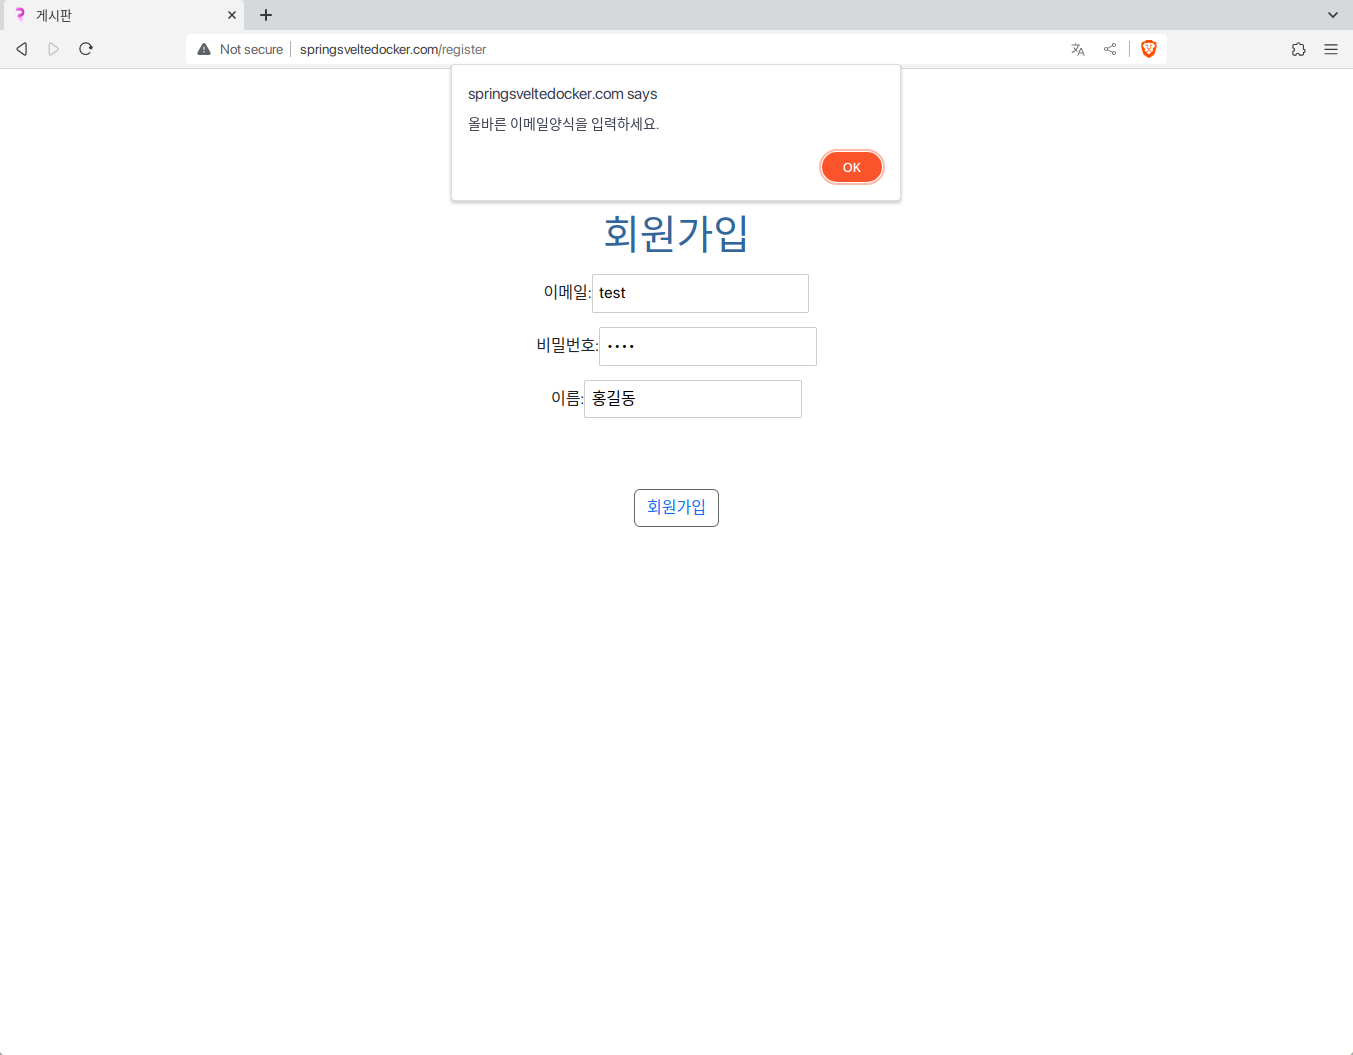 게시판
Not secure springsveltedocker.com/register
springsveltedocker.com says
올바른 이메일양식을 입력하세요.
OK
회원가입
이메일: test
비밀번호: ••••
이름: 홍길동
회원가입